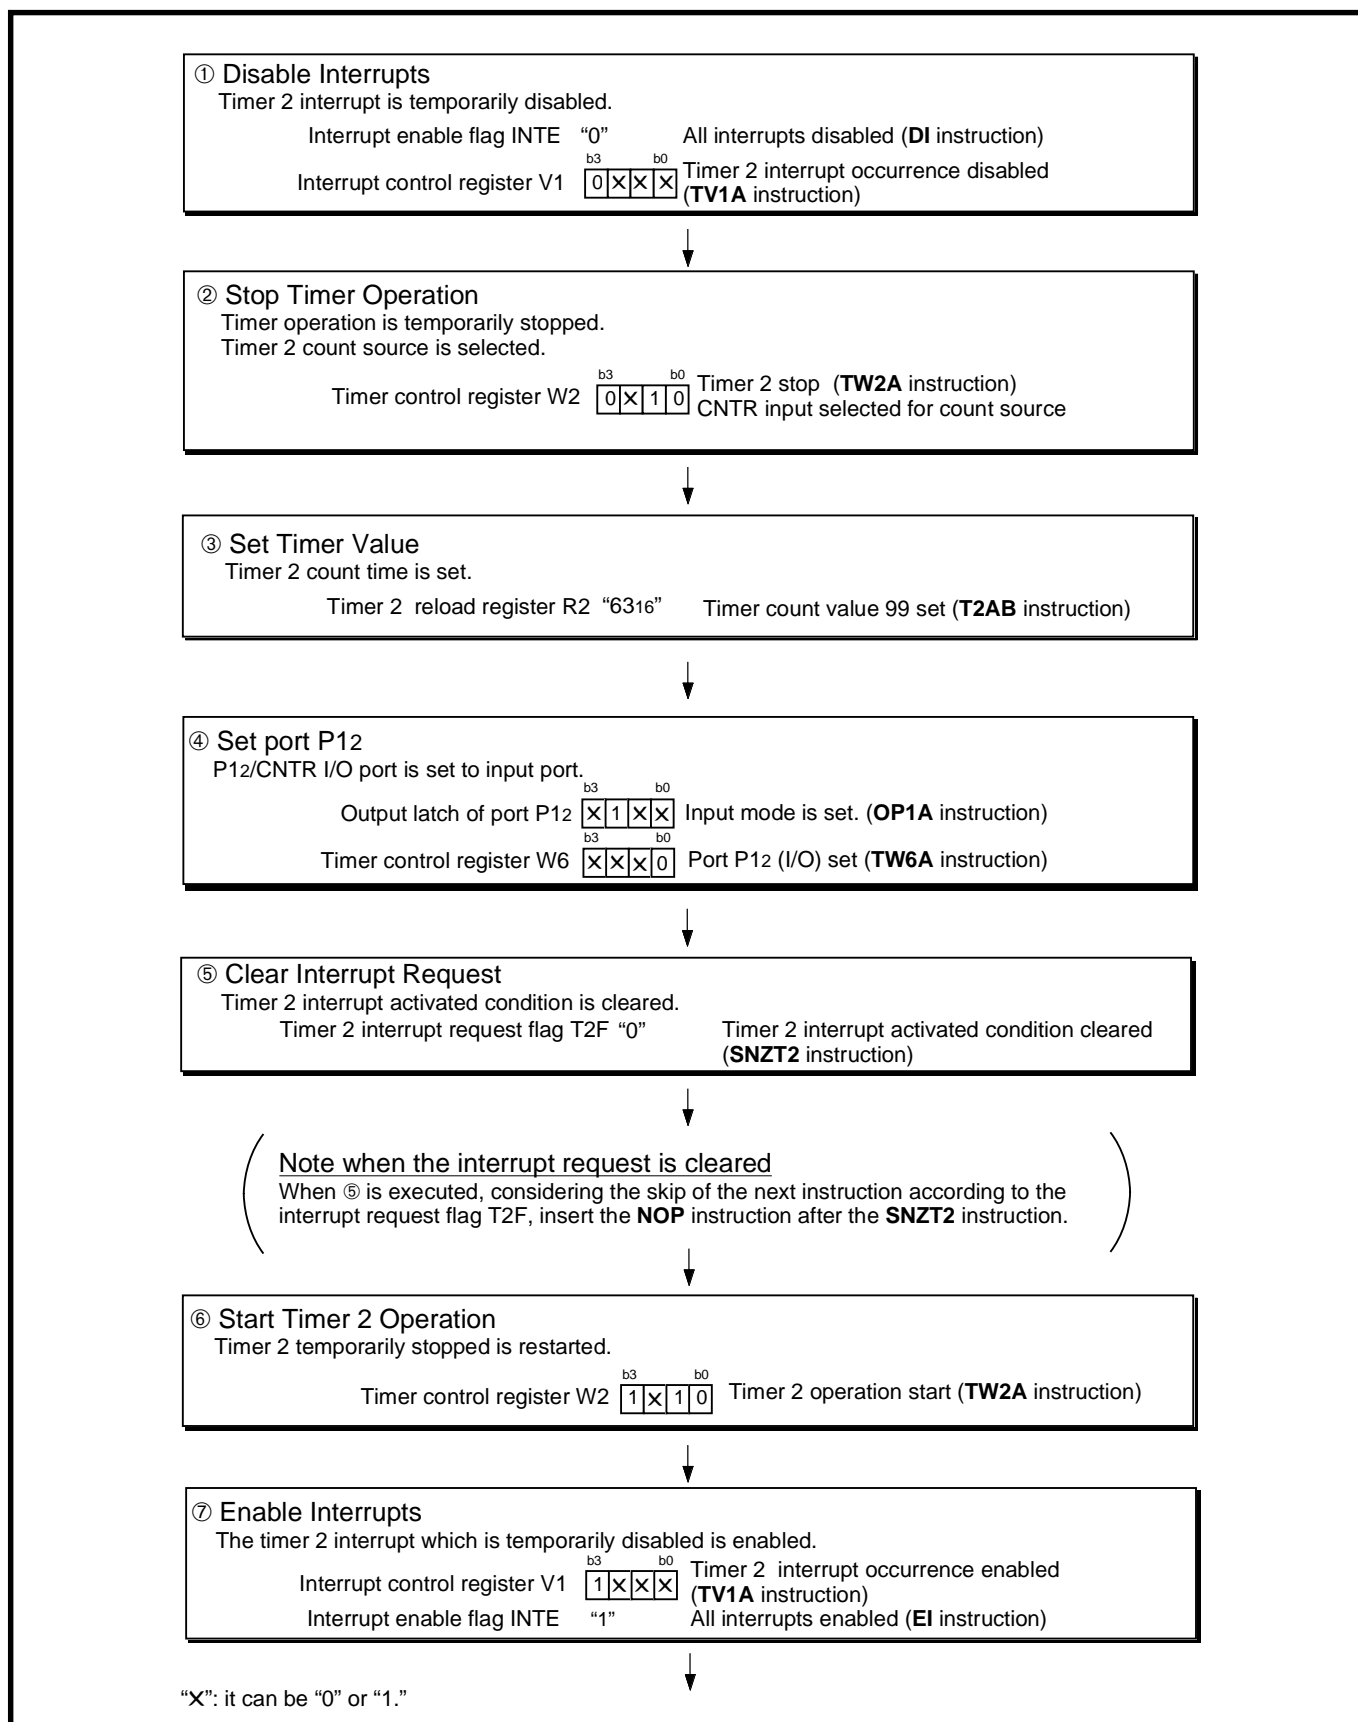 ① Disable Interrupts
Timer 2 interrupt is temporarily disabled.
Interrupt enable flag INTE “0” All interrupts disabled (DI instruction)
b3 b0
Interrupt control register V1 0 ✕ ✕ ✕ Timer 2 interrupt occurrence disabled
(TV1A instruction)
② Stop Timer Operation
Timer operation is temporarily stopped.
Timer 2 count source is selected.
b3 b0
Timer control register W2 0 ✕ 1 0 Timer 2 stop (TW2A instruction)
CNTR input selected for count source
③ Set Timer Value
Timer 2 count time is set.
Timer 2 reload register R2 “6316” Timer count value 99 set (T2AB instruction)
④ Set port P12
P12/CNTR I/O port is set to input port.
b3 b0
Output latch of port P12 ✕ 1 ✕ ✕ Input mode is set. (OP1A instruction)
b3 b0
Timer control register W6 ✕ ✕ ✕ 0 Port P12 (I/O) set (TW6A instruction)
⑤ Clear Interrupt Request
Timer 2 interrupt activated condition is cleared.
Timer 2 interrupt request flag T2F “0” Timer 2 interrupt activated condition cleared
(SNZT2 instruction)
Note when the interrupt request is cleared
When ⑤ is executed, considering the skip of the next instruction according to the
interrupt request flag T2F, insert the NOP instruction after the SNZT2 instruction.
⑥ Start Timer 2 Operation
Timer 2 temporarily stopped is restarted.
b3 b0
Timer control register W2 1 ✕ 1 0 Timer 2 operation start (TW2A instruction)
⑦ Enable Interrupts
The timer 2 interrupt which is temporarily disabled is enabled.
b3 b0
Interrupt control register V1 1 ✕ ✕ ✕ Timer 2 interrupt occurrence enabled
(TV1A instruction)
Interrupt enable flag INTE “1” All interrupts enabled (EI instruction)
“✕”: it can be “0” or “1.”